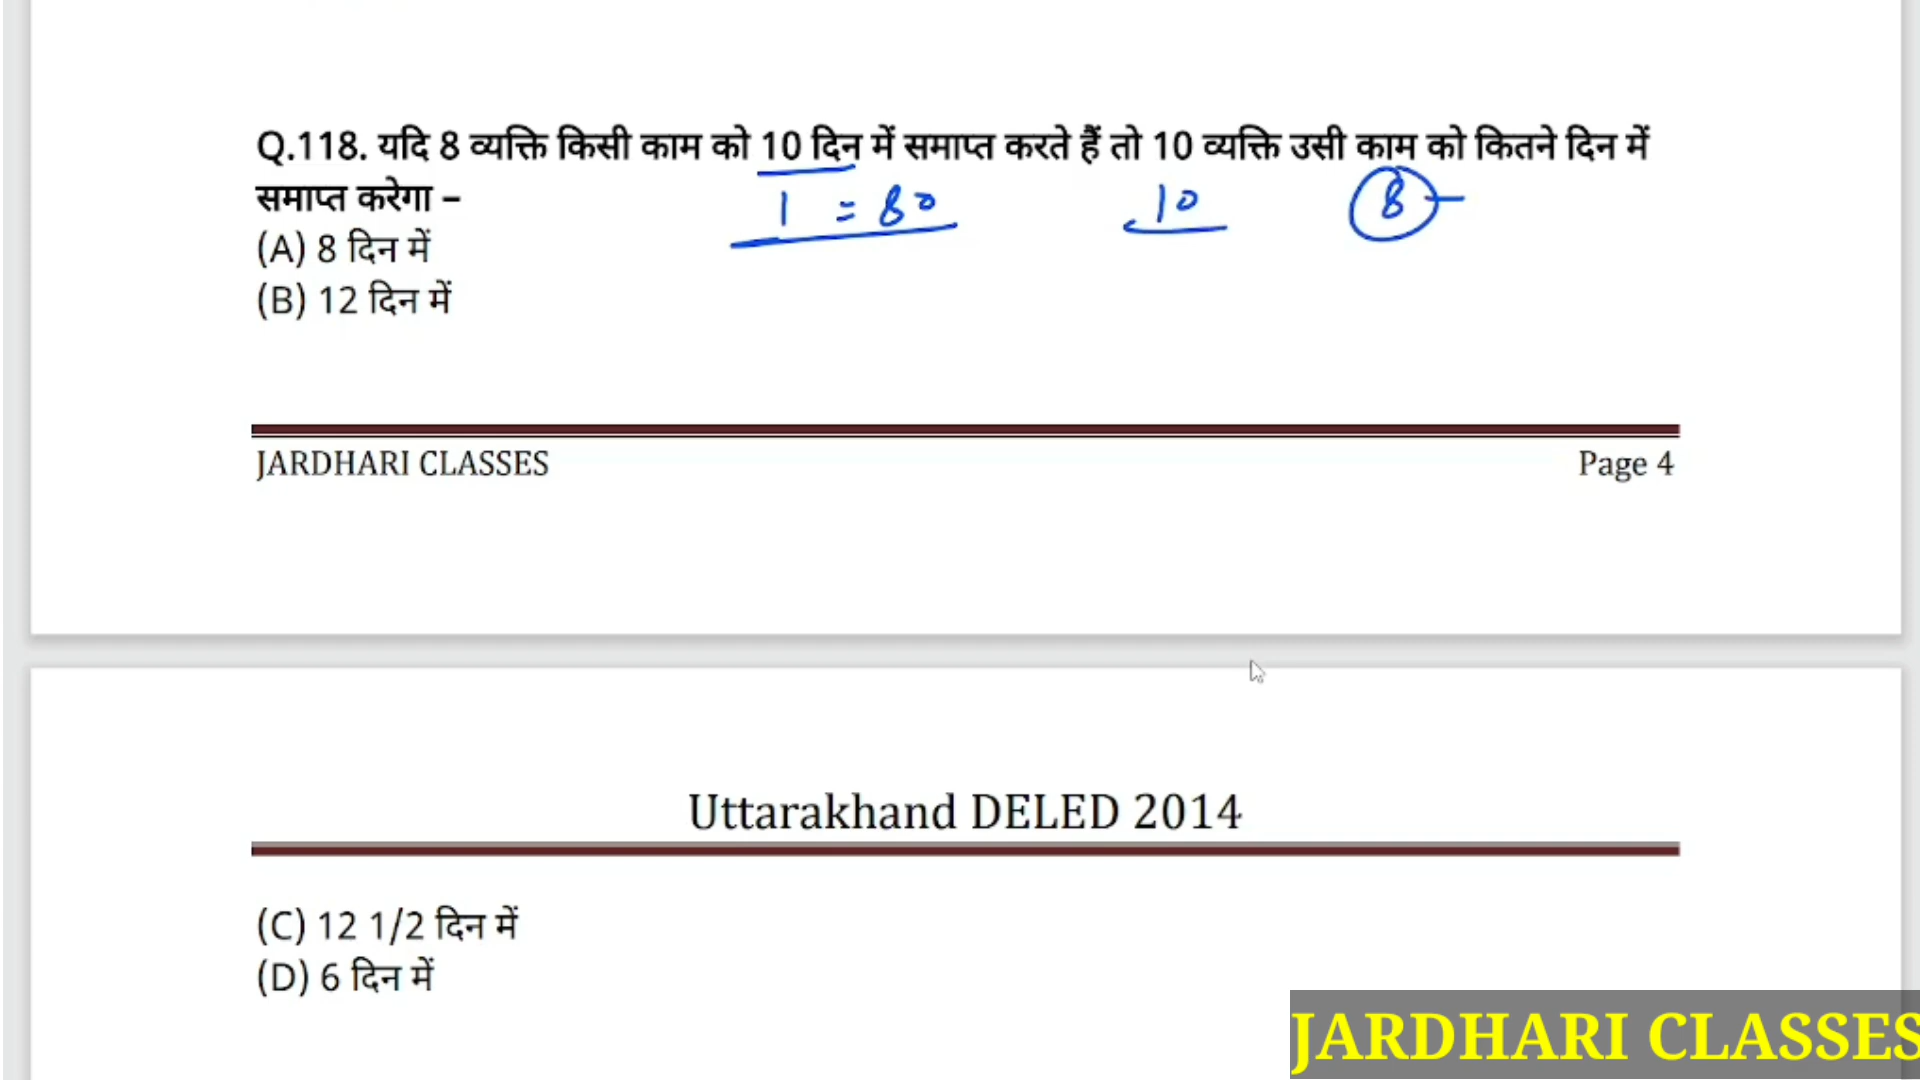 Q.118. यदि 8 व्यक्ति किसी काम को 10 दिन में समाप्त करते हैं तो 10 व्यक्ति उसी काम को कितने दिन में
समाप्त करेगा –
1 = 80 10 8
(A) 8 दिन में
(B) 12 दिन में
JARDHARI CLASSES Page 4
Uttarakhand DELED 2014
(C) 12 1/2 दिन में
(D) 6 दिन में
JARDHARI CLASSES